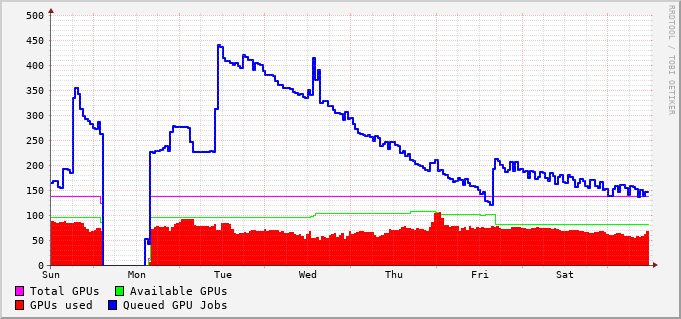 500
450
400
350
300
250
200
150
100
50
0
Sun Mon Tue Wed Thu Fri Sat
Total GPUs Available GPUs
GPUs used Queued GPU Jobs
RRDTOOL / TOBI OETIKER